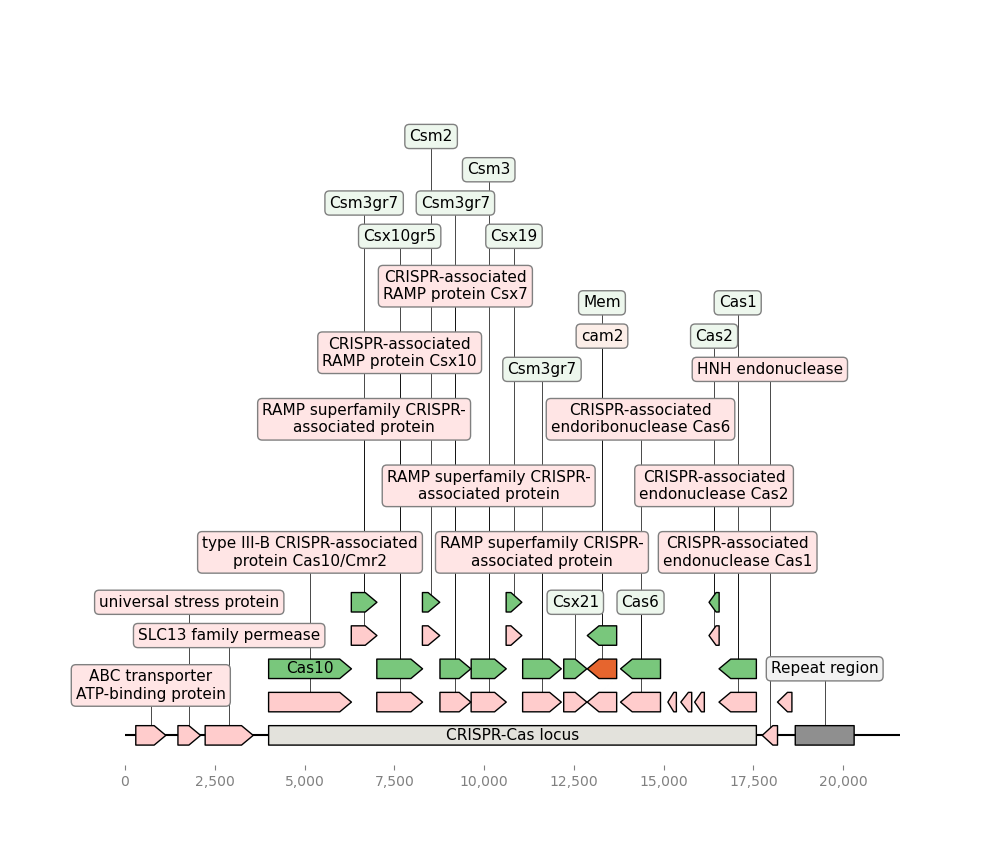 Csm2
Csm3
Csm3gr7
Csm3gr7
Csx10gr5
Csx19
CRISPR-associated
RAMP protein Csx7
Mem
Cas1
CRISPR-associated
RAMP protein Csx10
cam2
Cas2
Csm3gr7
HNH endonuclease
RAMP superfamily CRISPR-
associated protein
CRISPR-associated
endoribonuclease Cas6
RAMP superfamily CRISPR-
associated protein
CRISPR-associated
endonuclease Cas2
type III-B CRISPR-associated
protein Cas10/Cmr2
RAMP superfamily CRISPR-
associated protein
CRISPR-associated
endonuclease Cas1
universal stress protein
Csx21
Cas6
SLC13 family permease
ABC transporter
ATP-binding protein
Cas10
Repeat region
CRISPR-Cas locus
0
2,500
5,000
7,500
10,000
12,500
15,000
17,500
20,000